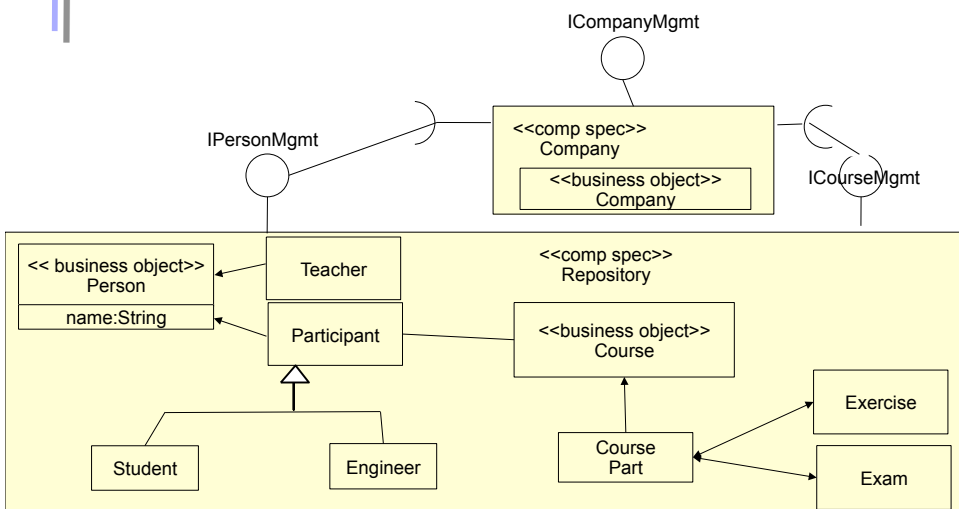 ICompanyMgmt
IPersonMgmt
<<comp spec>>
Company
<<business object>>
Company
ICourseMgmt
<< business object>>
Person
name:String
Teacher
<<comp spec>>
Repository
Participant
<<business object>>
Course
Student
Engineer
Course
Part
Exercise
Exam